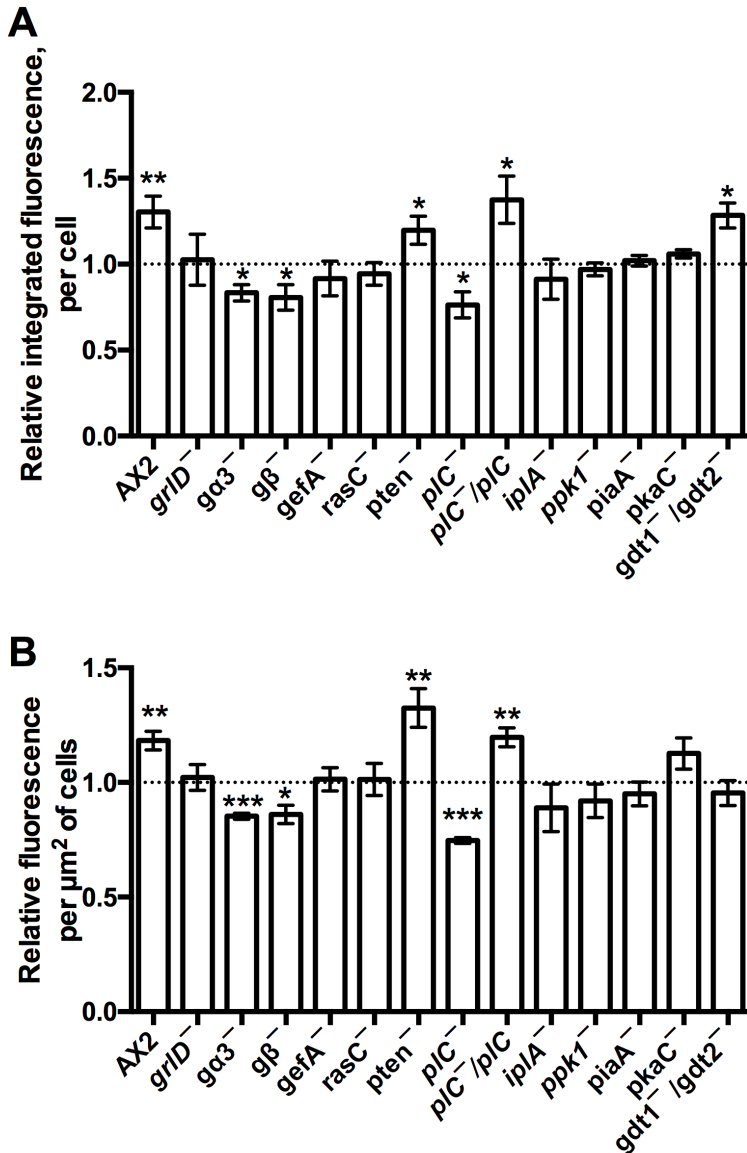 A
Relative integrated fluorescence,
per cell
2.0
1.5
1.0
0.5
0.0
** * * * * * *
AX2 grlD⁻ gα3⁻ gβ⁻ gefA⁻ rasC⁻ pten⁻ plC⁻ plC⁻/plC iplA⁻ ppk1⁻ piaA⁻ pkaC⁻ gdt1⁻/gdt2⁻
B
Relative fluorescence
per µm² of cells
1.5
1.0
0.5
0.0
** *** * ** *** **
AX2 grlD⁻ gα3⁻ gβ⁻ gefA⁻ rasC⁻ pten⁻ plC⁻ plC⁻/plC iplA⁻ ppk1⁻ piaA⁻ pkaC⁻ gdt1⁻/gdt2⁻